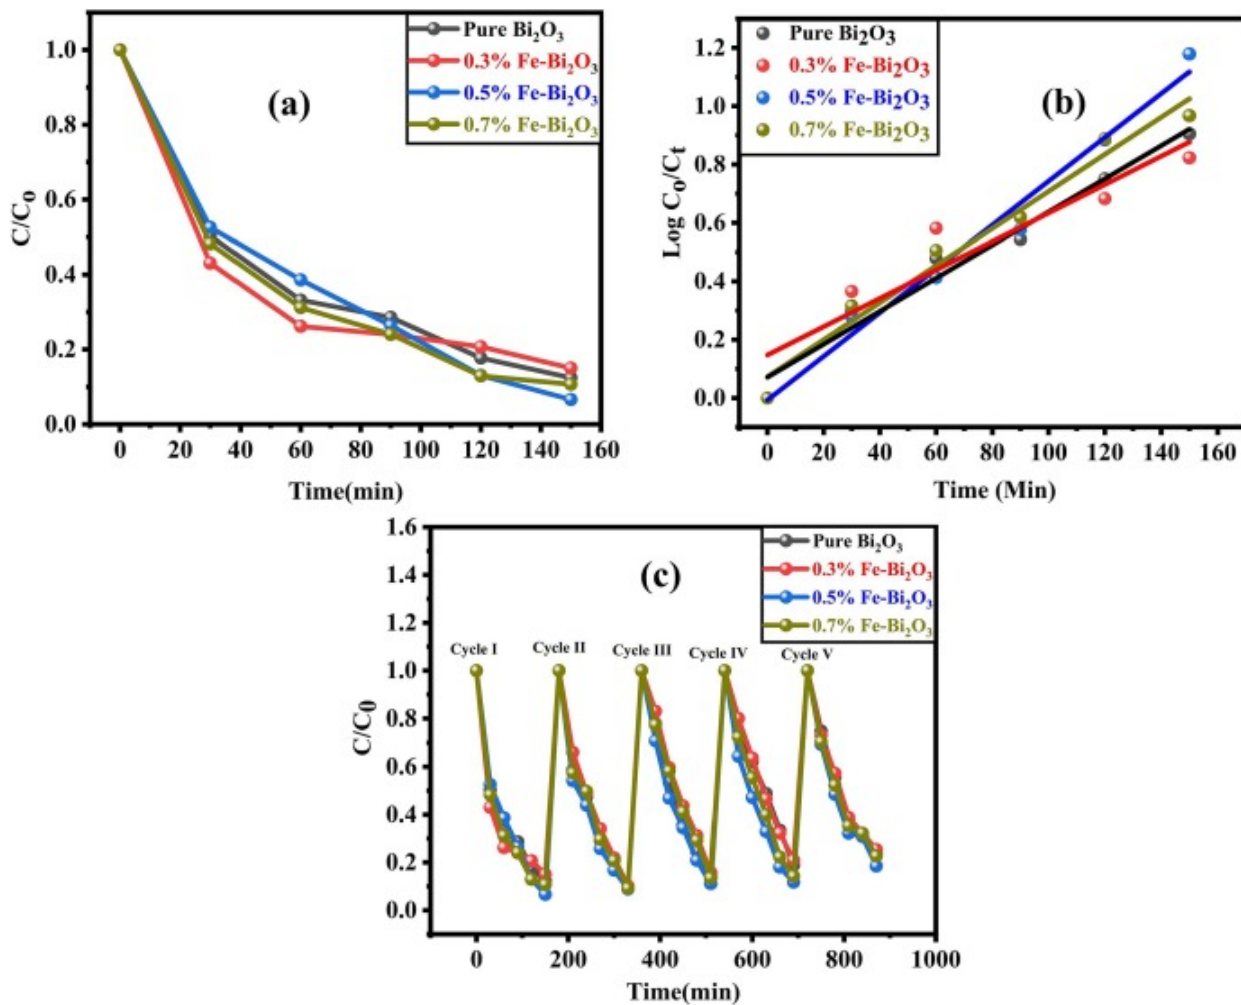 Pure Bi₂O₃
0.3% Fe-Bi₂O₃
0.5% Fe-Bi₂O₃
0.7% Fe-Bi₂O₃
(a)
C/C₀
1.0
0.8
0.6
0.4
0.2
0.0
0 20 40 60 80 100 120 140 160
Time(min)
Pure Bi₂O₃
0.3% Fe-Bi₂O₃
0.5% Fe-Bi₂O₃
0.7% Fe-Bi₂O₃
(b)
Log C₀/Cₜ
1.2
1.0
0.8
0.6
0.4
0.2
0.0
0 20 40 60 80 100 120 140 160
Time (Min)
Pure Bi₂O₃
0.3% Fe-Bi₂O₃
0.5% Fe-Bi₂O₃
0.7% Fe-Bi₂O₃
(c)
Cycle I Cycle II Cycle III Cycle IV Cycle V
C/C₀
1.6
1.4
1.2
1.0
0.8
0.6
0.4
0.2
0.0
0 200 400 600 800 1000
Time(min)